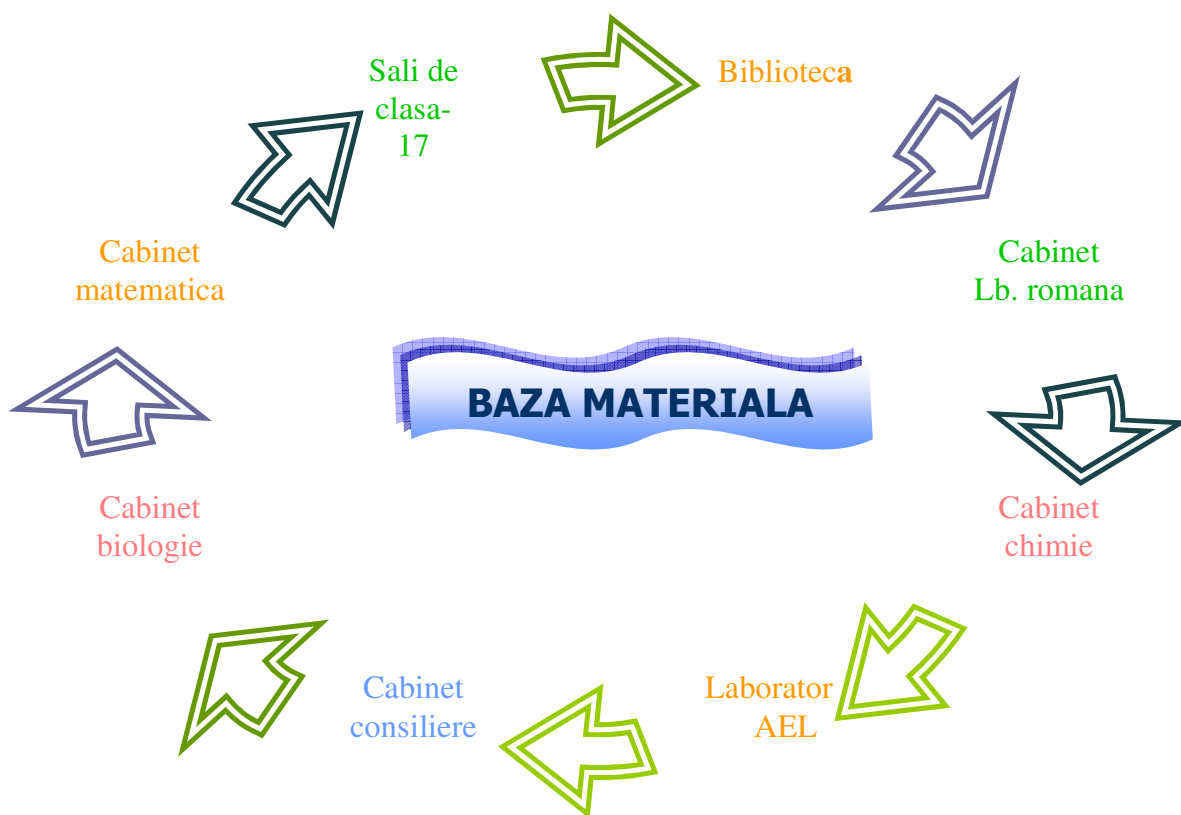 Sali de
clasa-
17
Biblioteca
Cabinet
Lb. romana
Cabinet
chimie
Laborator
AEL
Cabinet
consiliere
Cabinet
biologie
Cabinet
matematica
BAZA MATERIALA